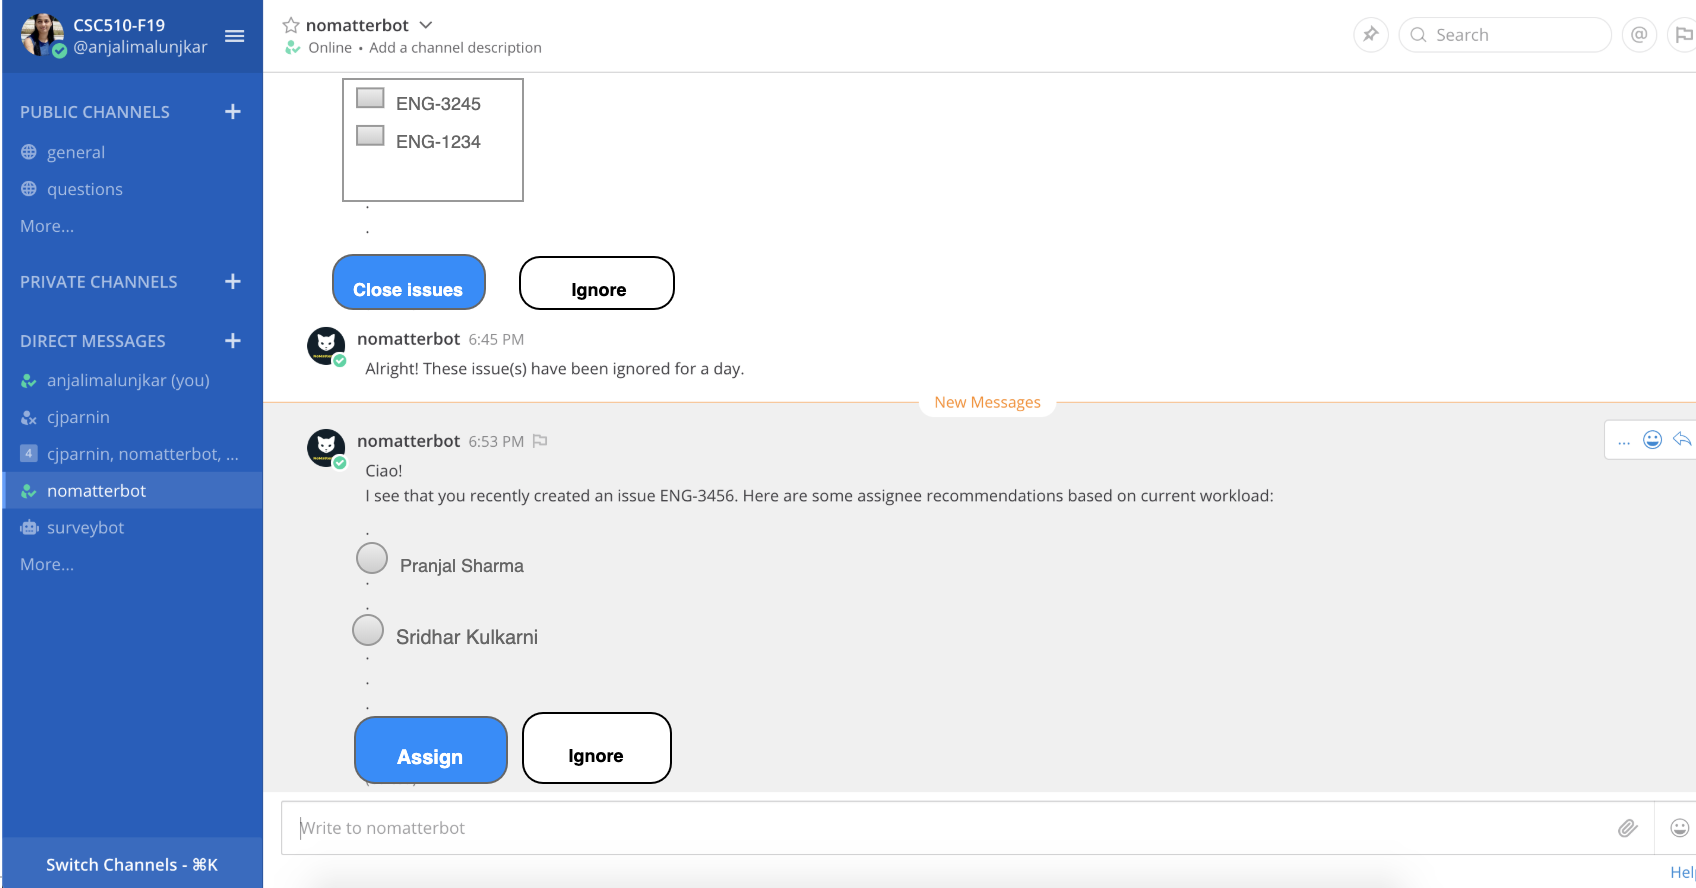 CSC510-F19
@anjalimalunjkar
PUBLIC CHANNELS +
general
questions
More...
PRIVATE CHANNELS +
DIRECT MESSAGES +
anjalimalunjkar (you)
cjparnin
4 cjparnin, nomatterbot, ...
nomatterbot
surveybot
More...
Switch Channels - ⌘K
nomatterbot
Online • Add a channel description
Search
@
ENG-3245
ENG-1234
.
.
Close issues Ignore
nomatterbot 6:45 PM
Alright! These issue(s) have been ignored for a day.
New Messages
nomatterbot 6:53 PM
...
Ciao!
I see that you recently created an issue ENG-3456. Here are some assignee recommendations based on current workload:
.
Pranjal Sharma
.
.
Sridhar Kulkarni
.
.
.
Assign Ignore
Write to nomatterbot
Help